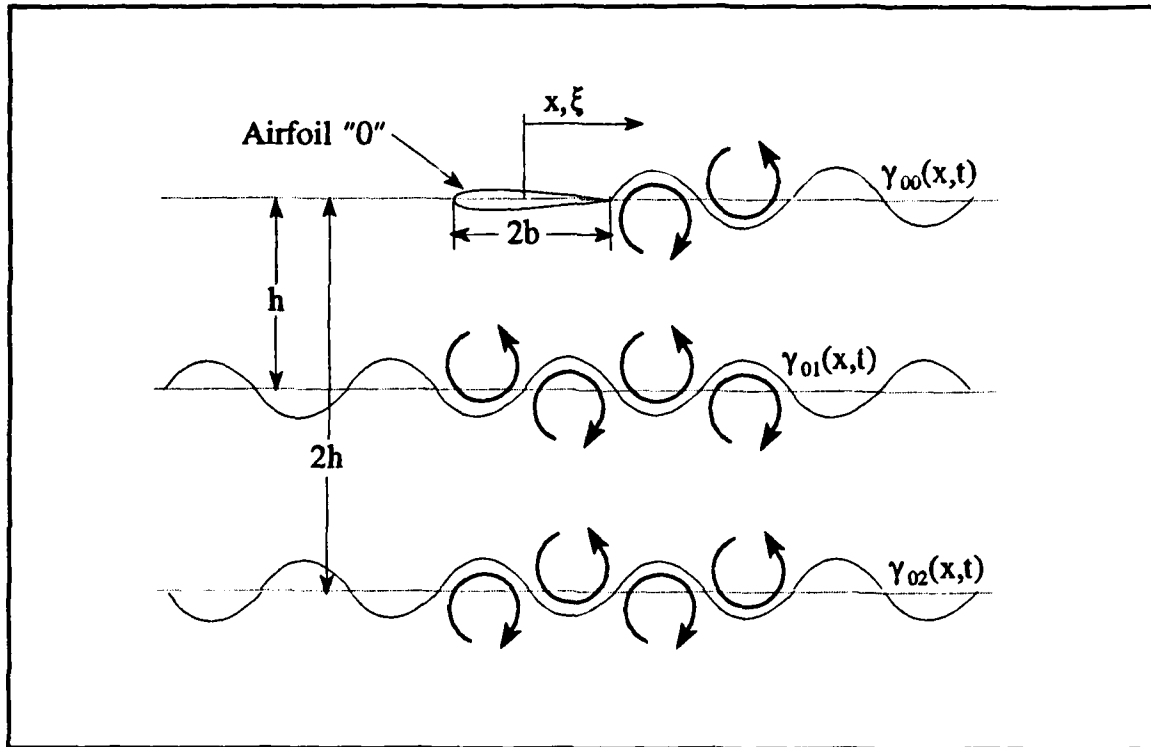 x, ξ
Airfoil "0"
γ₀₀(x,t)
2b
h
γ₀₁(x,t)
2h
γ₀₂(x,t)